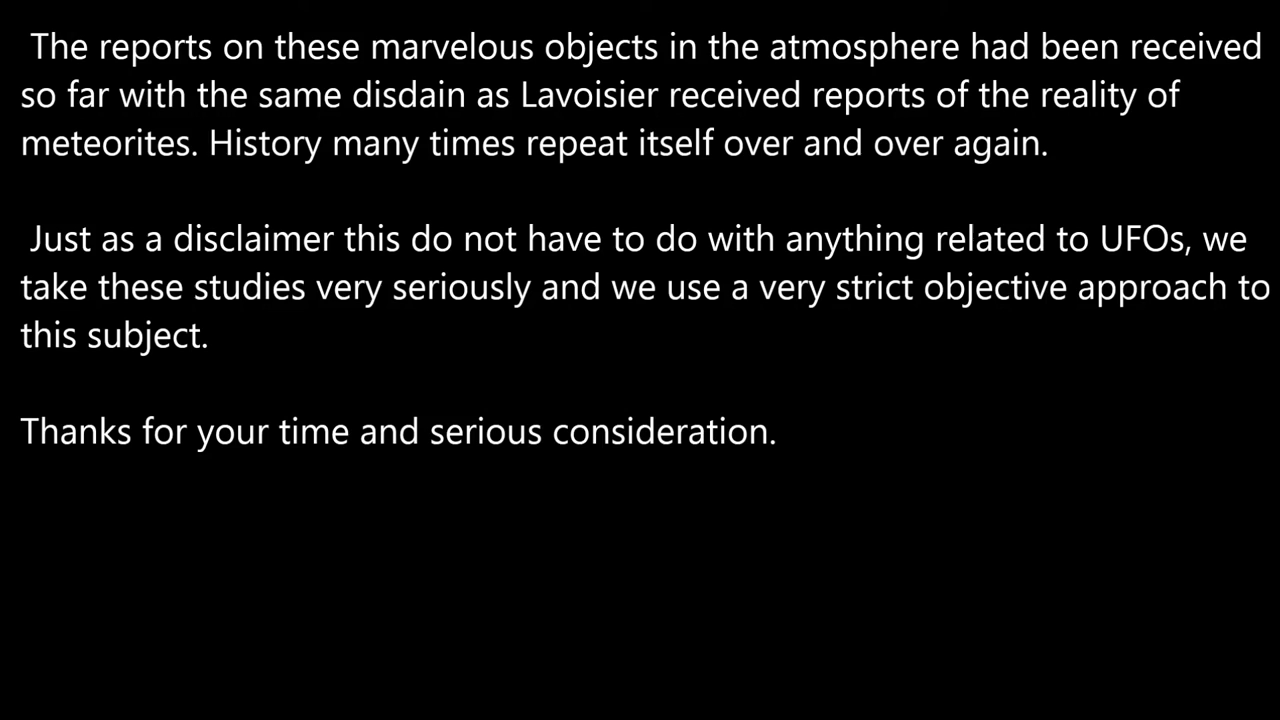 The reports on these marvelous objects in the atmosphere had been received
so far with the same disdain as Lavoisier received reports of the reality of
meteorites. History many times repeat itself over and over again.
Just as a disclaimer this do not have to do with anything related to UFOs, we
take these studies very seriously and we use a very strict objective approach to
this subject.
Thanks for your time and serious consideration.